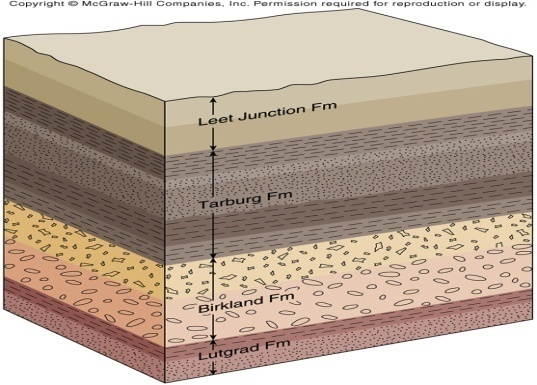 Copyright © McGraw-Hill Companies, Inc. Permission required for reproduction or display.
Leet Junction Fm
Tarburg Fm
Birkland Fm
Lutgrad Fm